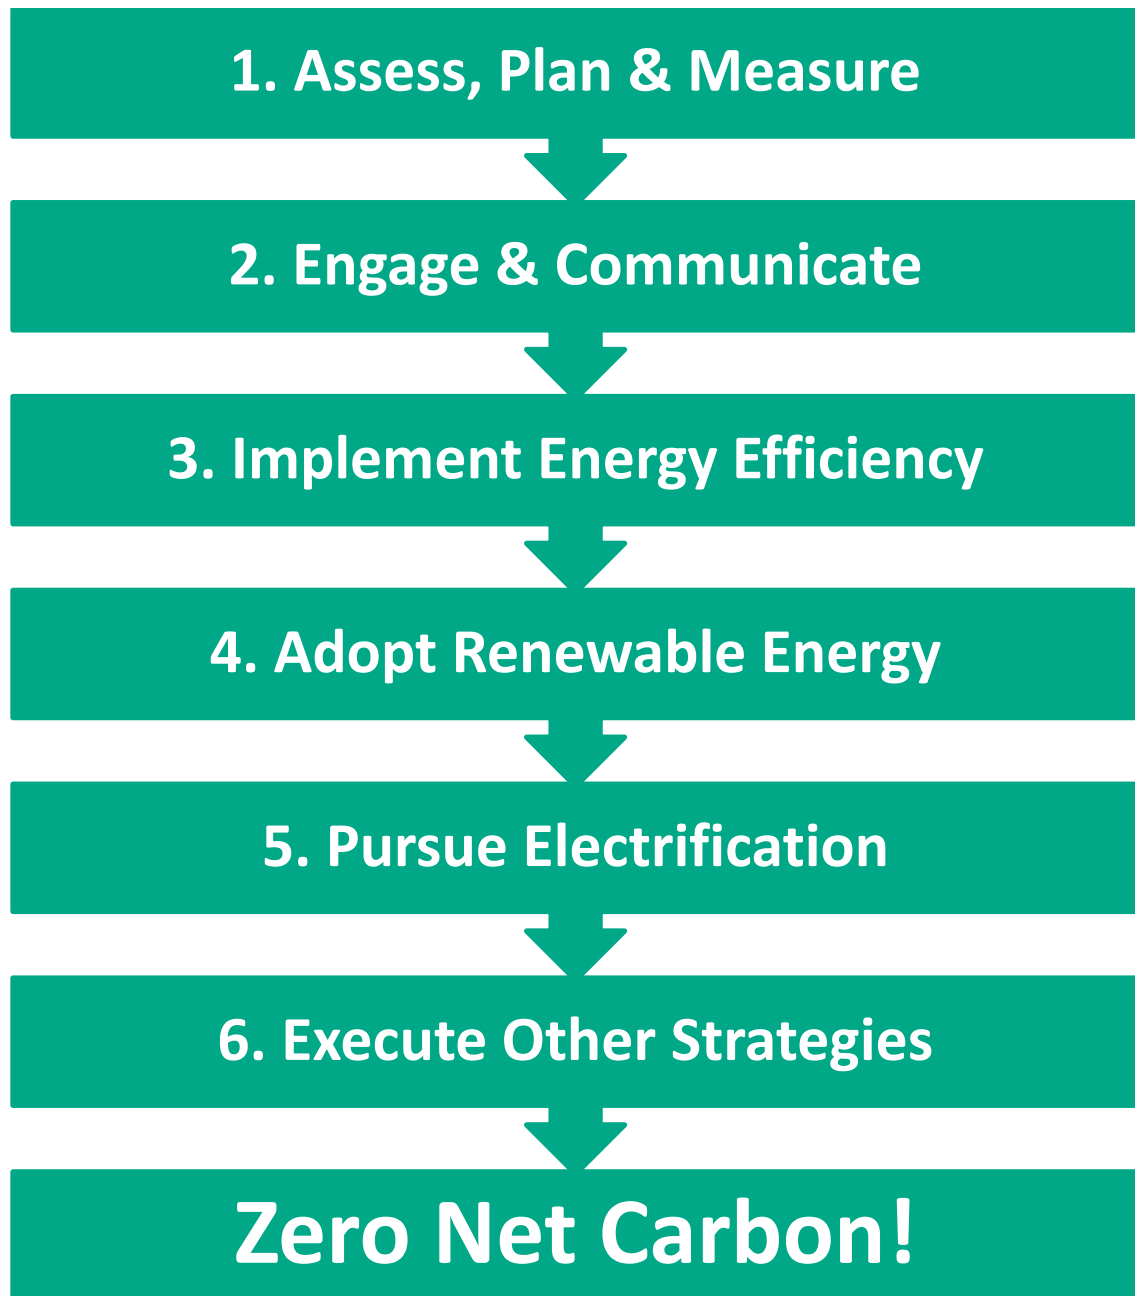 1. Assess, Plan & Measure
2. Engage & Communicate
3. Implement Energy Efficiency
4. Adopt Renewable Energy
5. Pursue Electrification
6. Execute Other Strategies
Zero Net Carbon!